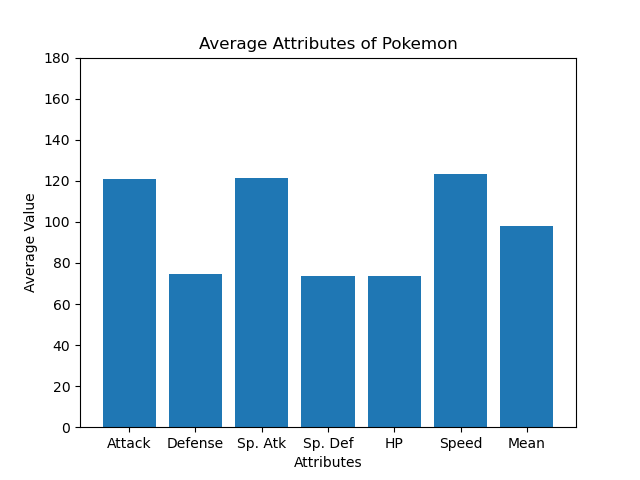 Average Attributes of Pokemon
Average Value
180
160
140
120
100
80
60
40
20
0
Attack Defense Sp. Atk Sp. Def HP Speed Mean
Attributes